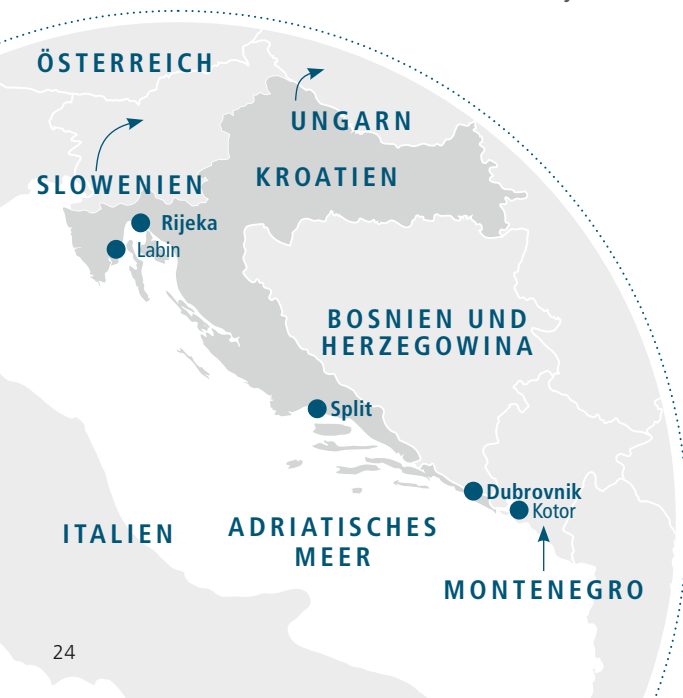 ÖSTERREICH
UNGARN
KROATIEN
SLOWENIEN
Rijeka
Labin
BOSNIEN UND
HERZEGOWINA
Split
Dubrovnik
Kotor
ITALIEN
ADRIATISCHES
MEER
MONTENEGRO
24